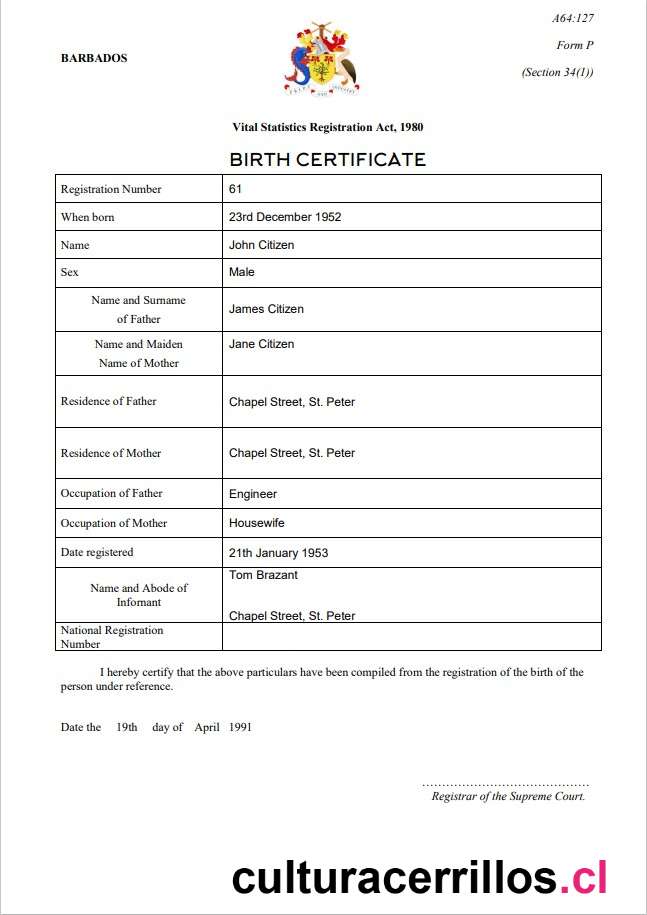 A64:127
Form P
BARBADOS
(Section 34(1))
Vital Statistics Registration Act, 1980
BIRTH CERTIFICATE
Registration Number 61
When born 23rd December 1952
Name John Citizen
Sex Male
Name and Surname
of Father
James Citizen
Name and Maiden
Name of Mother
Jane Citizen
Residence of Father Chapel Street, St. Peter
Residence of Mother Chapel Street, St. Peter
Occupation of Father Engineer
Occupation of Mother Housewife
Date registered 21th January 1953
Name and Abode of
Infornant
Tom Brazant
Chapel Street, St. Peter
National Registration
Number
I hereby certify that the above particulars have been compiled from the registration of the birth of the
person under reference.
Date the 19th day of April 1991
Registrar of the Supreme Court.
culturacerrillos.cl